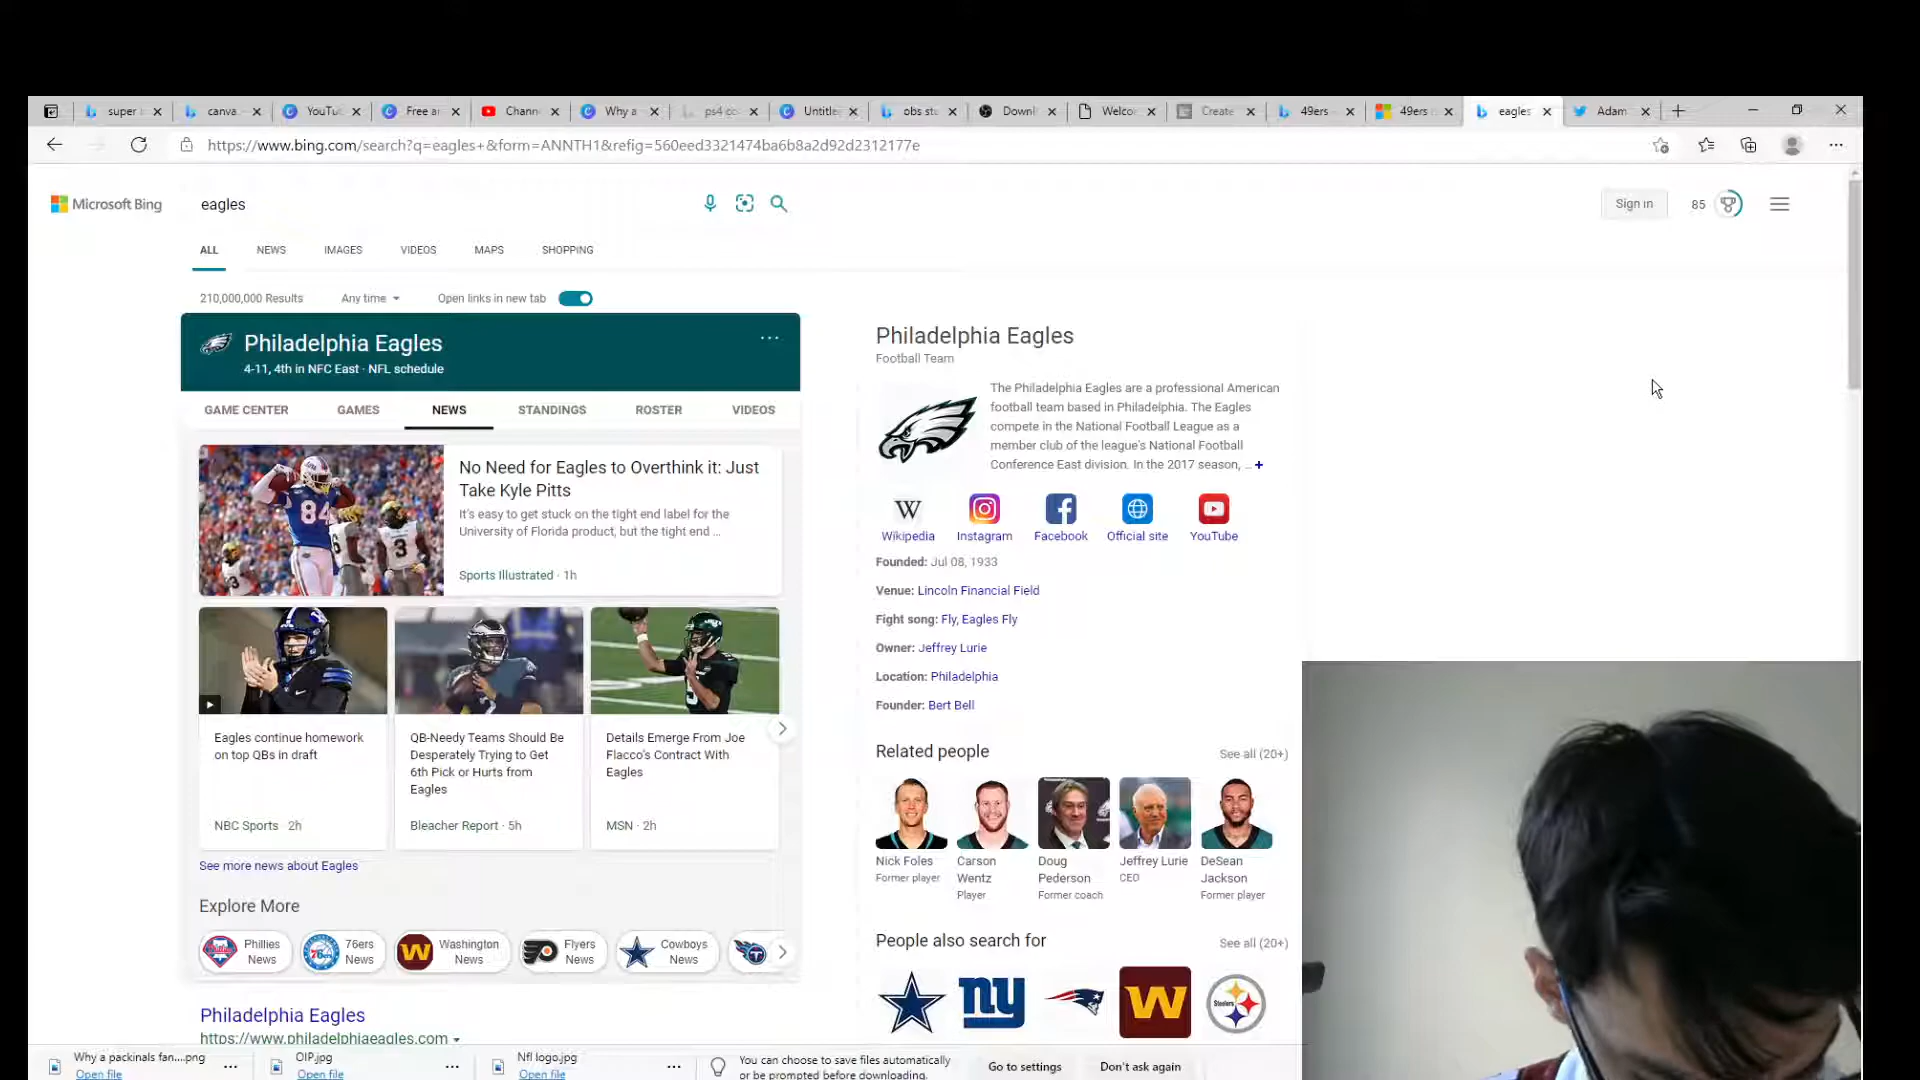 super
canva
YouTu
Free a
Chann
Why a
ps4 co
Untitle
obs stu
Downl
Welco
Create
49ers
49ers
eagles
Adam
https://www.bing.com/search?q=eagles+&form=ANNTH1&refig=560eed3321474ba6b8a2d92d2312177e
Microsoft Bing
eagles
Sign in
85
ALL NEWS IMAGES VIDEOS MAPS SHOPPING
210,000,000 Results Any time Open links in new tab
Philadelphia Eagles
4-11, 4th in NFC East · NFL schedule
GAME CENTER GAMES NEWS STANDINGS ROSTER VIDEOS
84
3
No Need for Eagles to Overthink it: Just
Take Kyle Pitts
It's easy to get stuck on the tight end label for the
University of Florida product, but the tight end ...
Sports Illustrated · 1h
Eagles continue homework
on top QBs in draft
NBC Sports · 2h
QB-Needy Teams Should Be
Desperately Trying to Get
6th Pick or Hurts from
Eagles
Bleacher Report · 5h
Details Emerge From Joe
Flacco's Contract With
Eagles
MSN · 2h
See more news about Eagles
Explore More
Phillies
News
76ers
News
Washington
News
Flyers
News
Cowboys
News
Philadelphia Eagles
https://www.philadelphiaeagles.com
Philadelphia Eagles
Football Team
The Philadelphia Eagles are a professional American
football team based in Philadelphia. The Eagles
compete in the National Football League as a
member club of the league's National Football
Conference East division. In the 2017 season, ... +
Wikipedia Instagram Facebook Official site YouTube
Founded: Jul 08, 1933
Venue: Lincoln Financial Field
Fight song: Fly, Eagles Fly
Owner: Jeffrey Lurie
Location: Philadelphia
Founder: Bert Bell
Related people See all (20+)
Nick Foles
Former player
Carson
Wentz
Player
Doug
Pederson
Former coach
Jeffrey Lurie
CEO
DeSean
Jackson
Former player
People also search for See all (20+)
ny
W
Steelers
Why a packinals fan....png
Open file
OIP.jpg
Open file
Nfl logo.jpg
Open file
You can choose to save files automatically
or be prompted before downloading.
Go to settings
Don't ask again